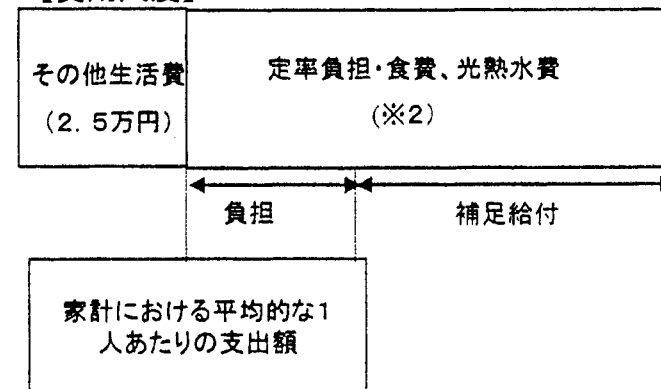 その他生活費
(2.5万円)
定率負担・食費、光熱水費
(※2)
負担
補足給付
家計における平均的な1
人あたりの支出額